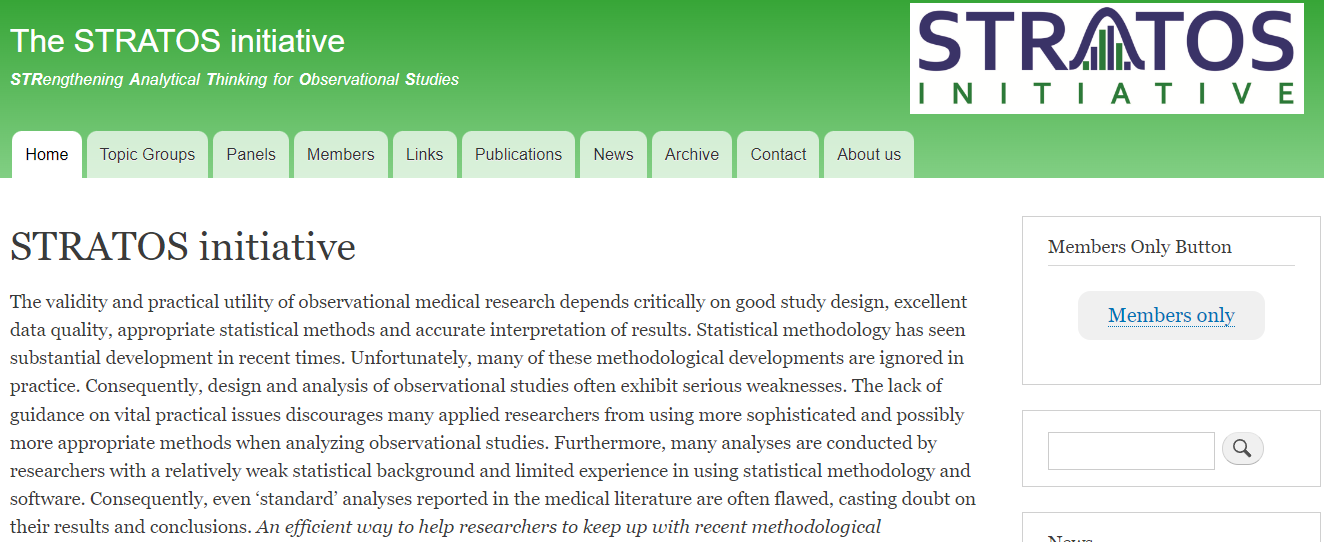 The STRATOS initiative
STRengthening Analytical Thinking for Observational Studies
STRATOS
INITIATIVE
Home
Topic Groups
Panels
Members
Links
Publications
News
Archive
Contact
About us
STRATOS initiative
The validity and practical utility of observational medical research depends critically on good study design, excellent
data quality, appropriate statistical methods and accurate interpretation of results. Statistical methodology has seen
substantial development in recent times. Unfortunately, many of these methodological developments are ignored in
practice. Consequently, design and analysis of observational studies often exhibit serious weaknesses. The lack of
guidance on vital practical issues discourages many applied researchers from using more sophisticated and possibly
more appropriate methods when analyzing observational studies. Furthermore, many analyses are conducted by
researchers with a relatively weak statistical background and limited experience in using statistical methodology and
software. Consequently, even ‘standard’ analyses reported in the medical literature are often flawed, casting doubt on
their results and conclusions. An efficient way to help researchers to keep up with recent methodological
Members Only Button
Members only
News